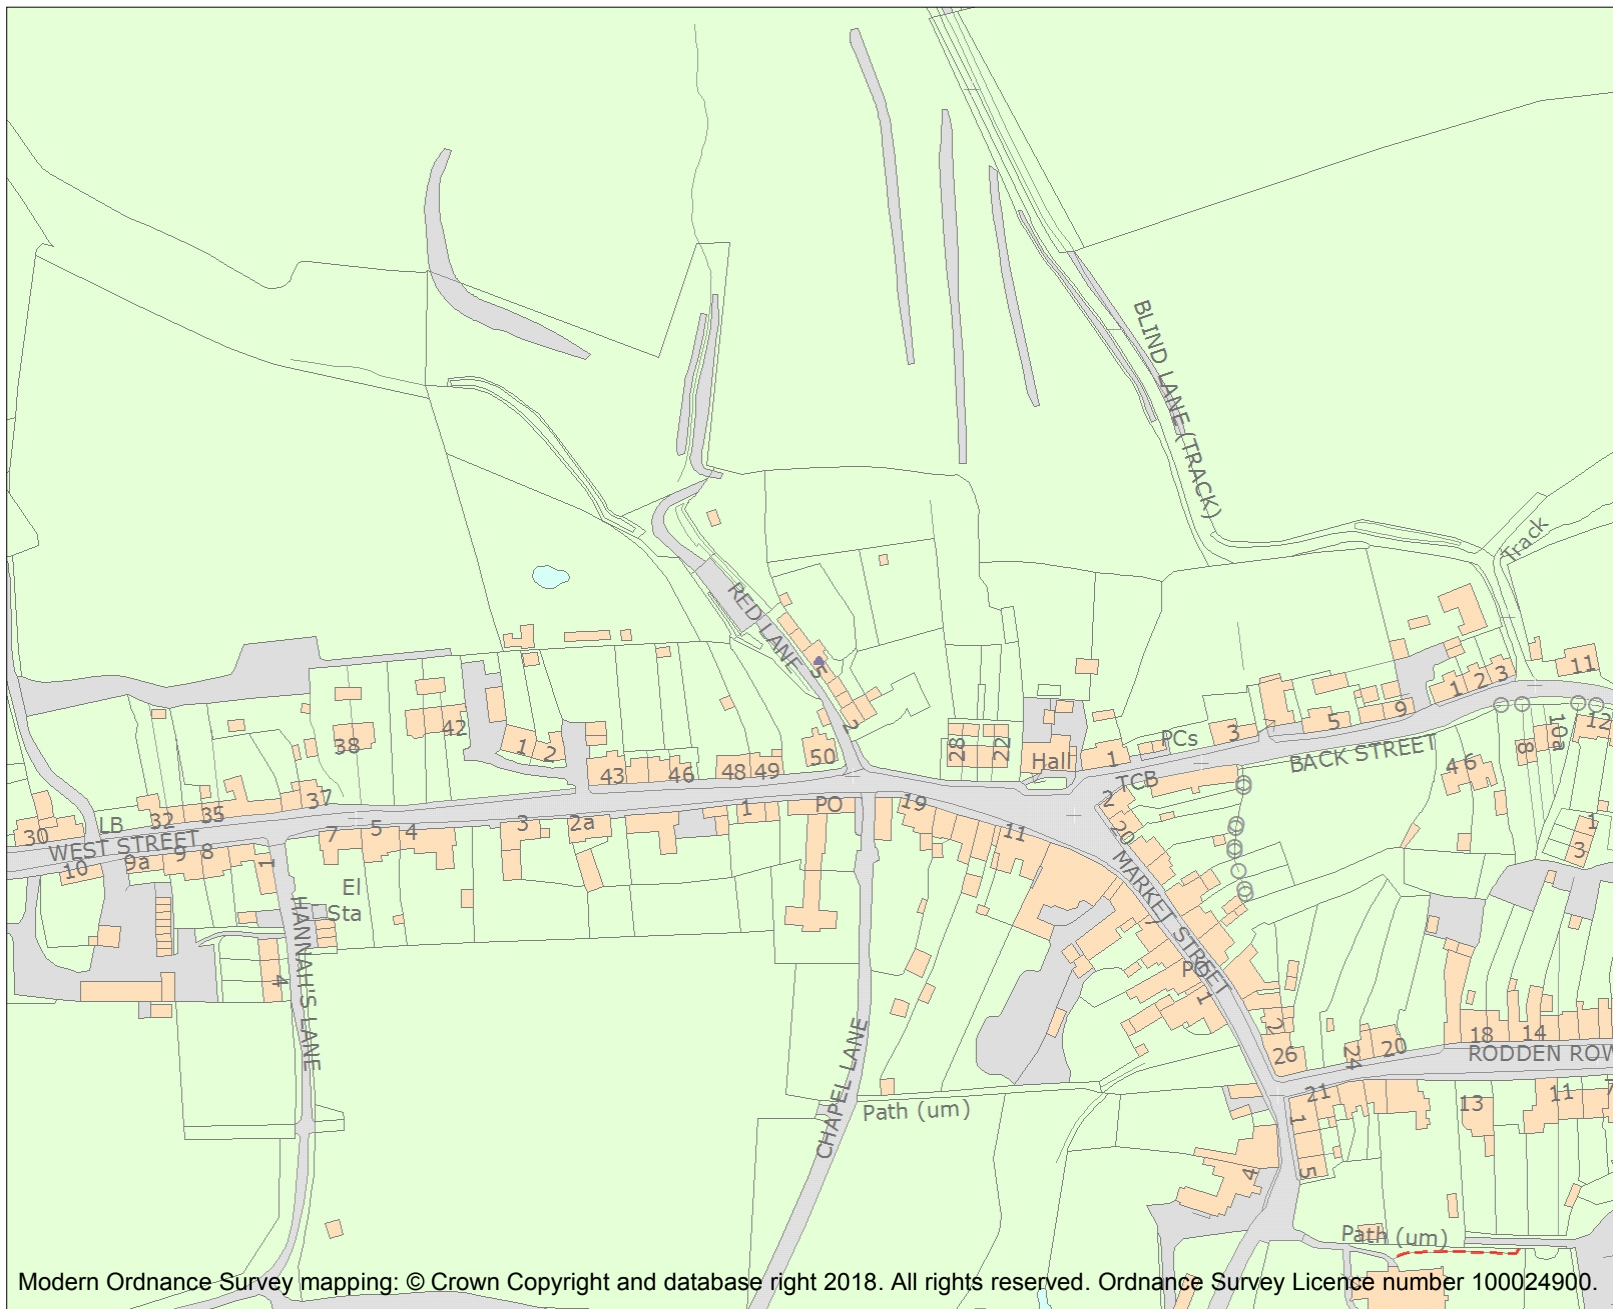 BLIND LANE (TRACK)
Track
RED LANE
5
2
11
1 2 3
9
5
3
PCs
1
Hall
28
22
TCB
BACK STREET
12
10a
8
4 6
1
3
42
38
1 2
43
46
48 49
50
37
35
32
LB
30
WEST STREET
10
9a
9
8
1
7
5
4
3
2a
1
PO
19
11
2
20
MARKET STREET
7
El
Sta
HANNAH'S LANE
4
PO
1
2
26
24
20
18
14
RODDEN ROW
21
13
11
7
1
5
4
CHAPEL LANE
Path (um)
Path (um)
Modern Ordnance Survey mapping: © Crown Copyright and database right 2018. All rights reserved. Ordnance Survey Licence number 100024900.